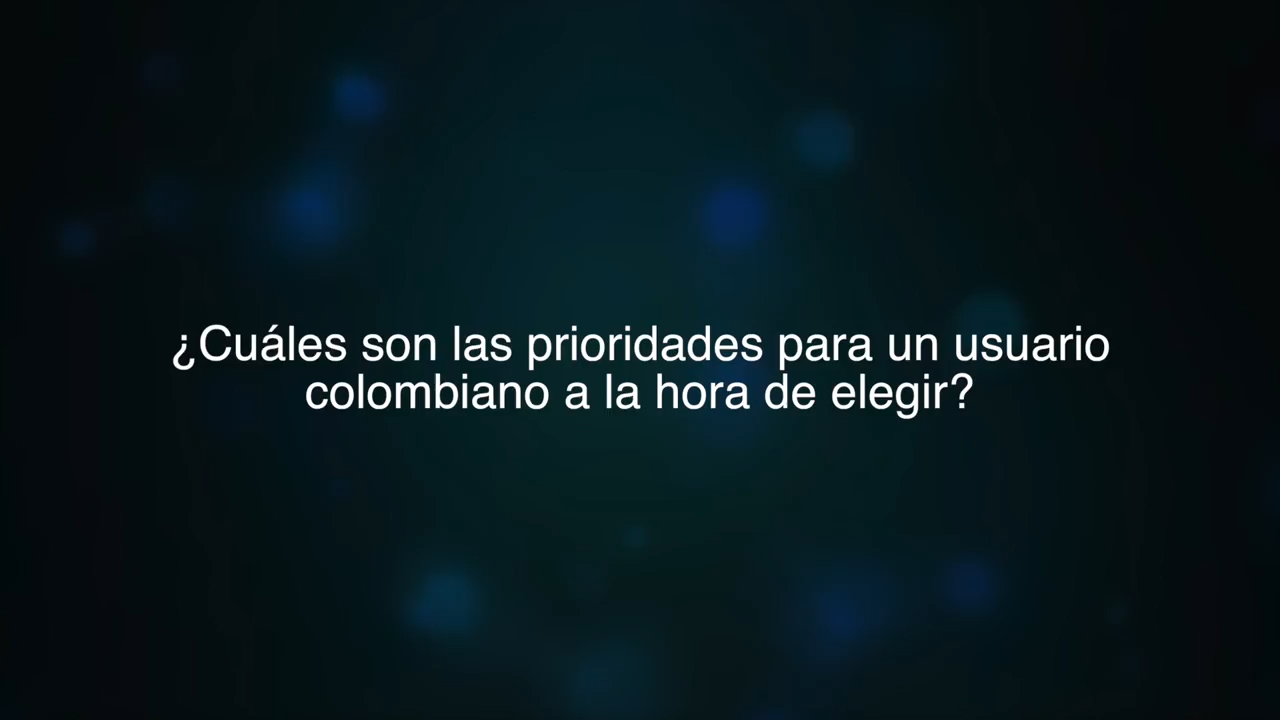 ¿Cuáles son las prioridades para un usuario
colombiano a la hora de elegir?